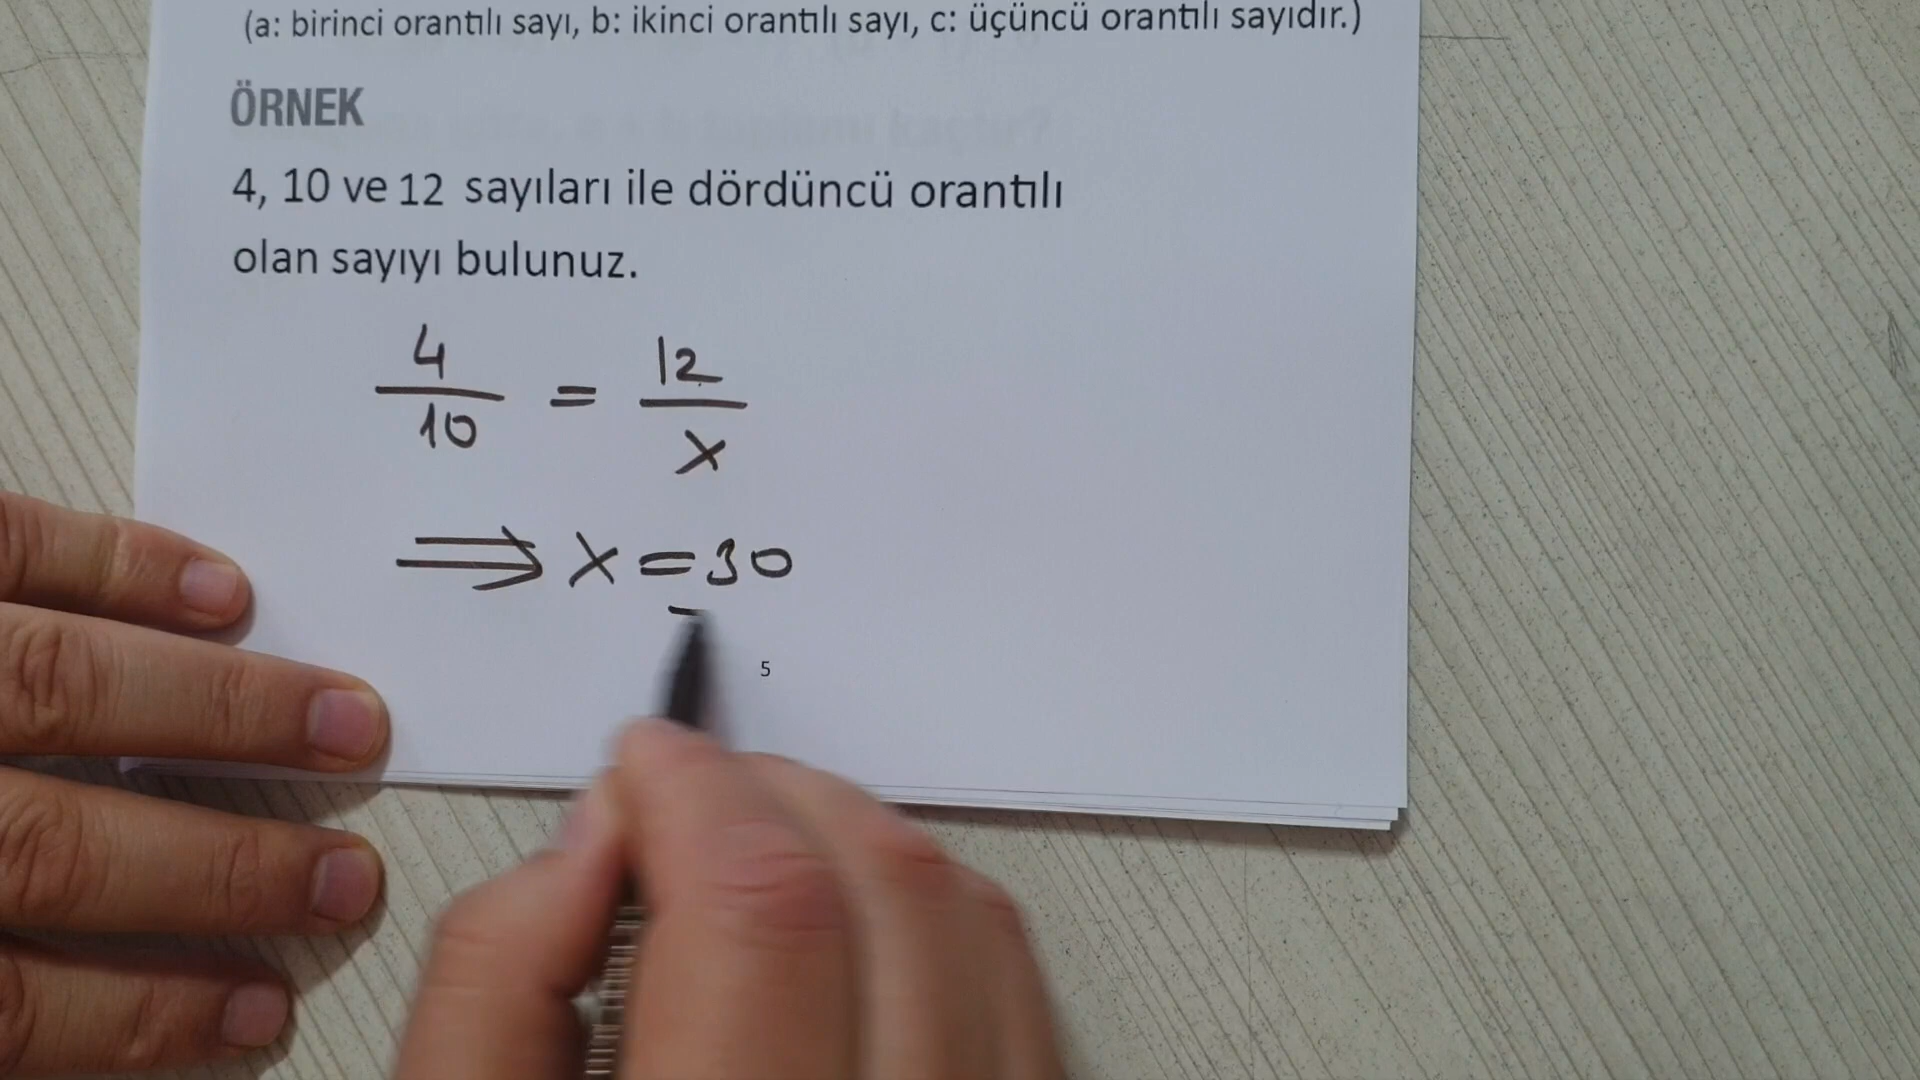 (a: birinci orantılı sayı, b: ikinci orantılı sayı, c: üçüncü orantılı sayıdır.)
ÖRNEK
4, 10 ve 12 sayıları ile dördüncü orantılı
olan sayıyı bulunuz.
4/10 = 12/x
⇒ x = 30
5